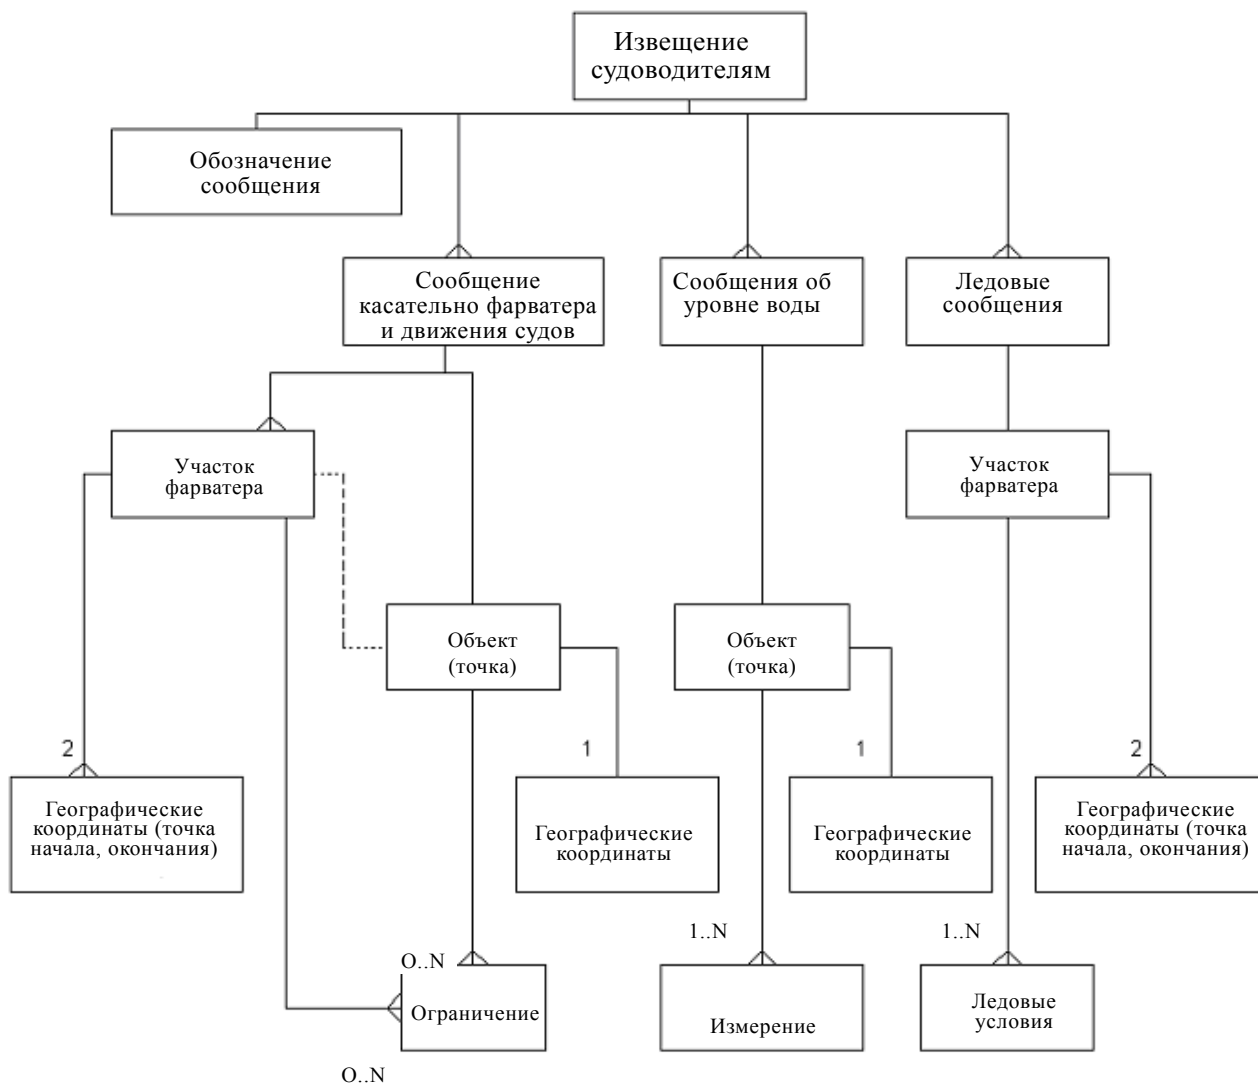 Извещение
судоводителям
Обозначение
сообщения
Сообщение
касательно фарватера
и движения судов
Сообщения об
уровне воды
Ледовые
сообщения
Участок
фарватера
Участок
фарватера
Объект
(точка)
Объект
(точка)
2
1
1
2
Географические
координаты (точка
начала, окончания)
Географические
координаты
Географические
координаты
Географические
координаты (точка
начала, окончания)
O..N
1..N
1..N
Ограничение
Измерение
Ледовые
условия
O..N